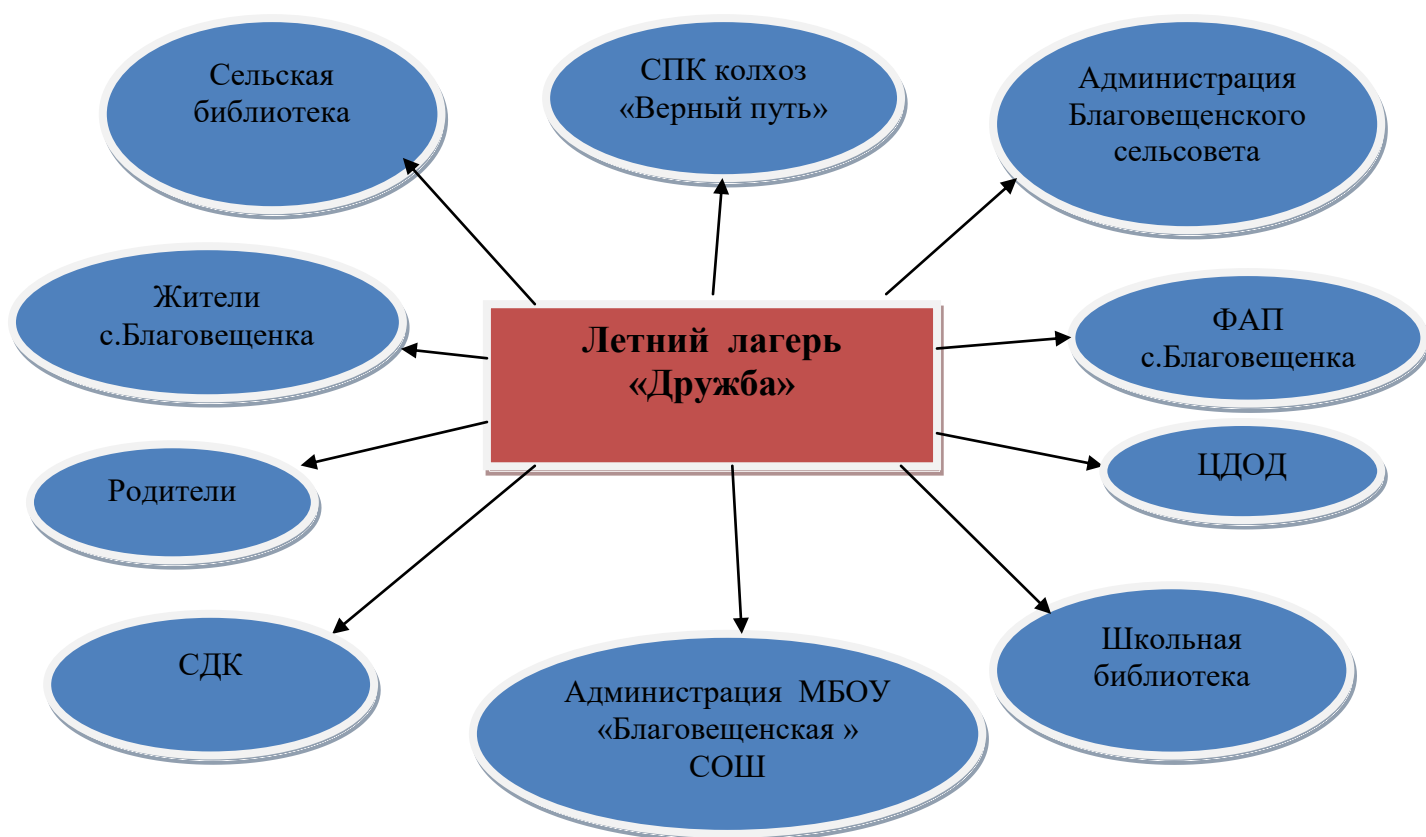 Сельская
библиотека
СПК колхоз
«Верный путь»
Администрация
Благовещенского
сельсовета
Жители
с.Благовещенка
Летний лагерь
«Дружба»
ФАП
с.Благовещенка
Родители
ЦДОД
СДК
Администрация МБОУ
«Благовещенская »
СОШ
Школьная
библиотека